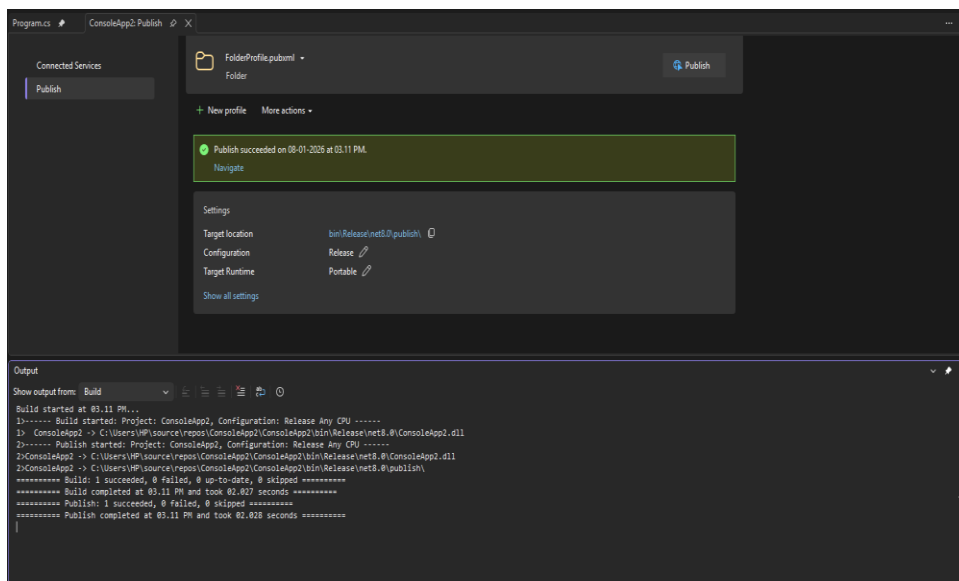 Program.cs
ConsoleApp2: Publish
...
Connected Services
Publish
FolderProfile.pubxml
Folder
Publish
+ New profile More actions
Publish succeeded on 08-01-2026 at 03.11 PM.
Navigate
Settings
Target location bin\Release\net8.0\publish\
Configuration Release
Target Runtime Portable
Show all settings
Output
Show output from: Build
Build started at 03.11 PM...
1>------ Build started: Project: ConsoleApp2, Configuration: Release Any CPU ------
1>  ConsoleApp2 -> C:\Users\HP\source\repos\ConsoleApp2\ConsoleApp2\bin\Release\net8.0\ConsoleApp2.dll
2>------ Publish started: Project: ConsoleApp2, Configuration: Release Any CPU ------
2>ConsoleApp2 -> C:\Users\HP\source\repos\ConsoleApp2\ConsoleApp2\bin\Release\net8.0\ConsoleApp2.dll
2>ConsoleApp2 -> C:\Users\HP\source\repos\ConsoleApp2\ConsoleApp2\bin\Release\net8.0\publish\
========== Build: 1 succeeded, 0 failed, 0 up-to-date, 0 skipped ==========
========== Build completed at 03.11 PM and took 02.027 seconds ==========
========== Publish: 1 succeeded, 0 failed, 0 skipped ==========
========== Publish completed at 03.11 PM and took 02.028 seconds ==========